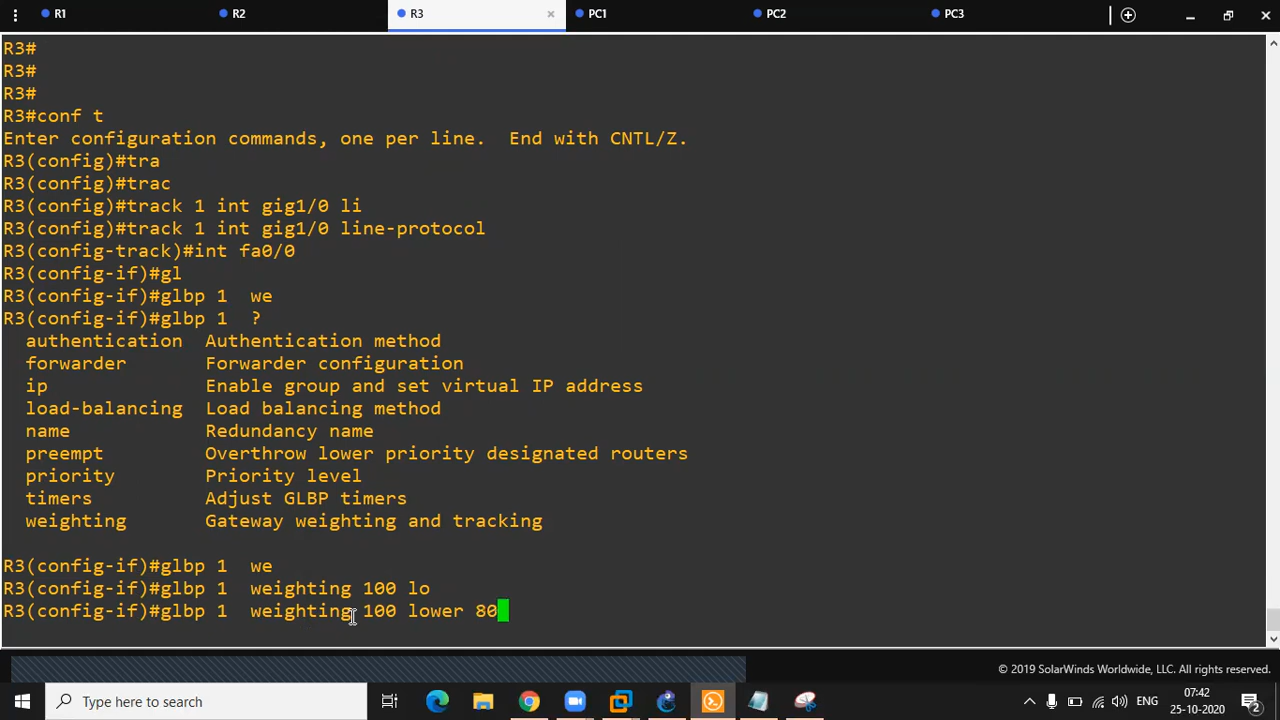 R1 R2 R3 × PC1 PC2 PC3
R3#
R3#
R3#
R3#conf t
Enter configuration commands, one per line.  End with CNTL/Z.
R3(config)#tra
R3(config)#trac
R3(config)#track 1 int gig1/0 li
R3(config)#track 1 int gig1/0 line-protocol
R3(config-track)#int fa0/0
R3(config-if)#gl
R3(config-if)#glbp 1  we
R3(config-if)#glbp 1  ?
  authentication  Authentication method
  forwarder       Forwarder configuration
  ip              Enable group and set virtual IP address
  load-balancing  Load balancing method
  name            Redundancy name
  preempt         Overthrow lower priority designated routers
  priority        Priority level
  timers          Adjust GLBP timers
  weighting       Gateway weighting and tracking
R3(config-if)#glbp 1  we
R3(config-if)#glbp 1  weighting 100 lo
R3(config-if)#glbp 1  weighting 100 lower 80
© 2019 SolarWinds Worldwide, LLC. All rights reserved.
Type here to search
ENG
07:42
25-10-2020
2